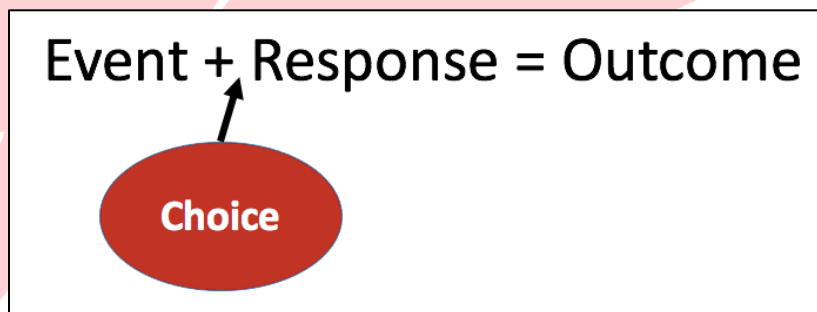 Event + Response = Outcome
Choice